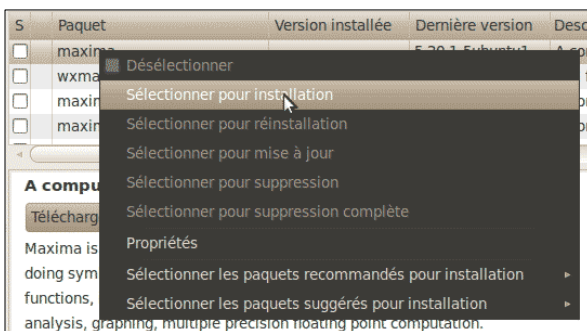 S Paquet Version installée Dernière version Desc
maxima 5.20.1-5ubuntu1 A co
wxma
maxin
maxin
Désélectionner
Sélectionner pour installation
Sélectionner pour réinstallation
Sélectionner pour mise à jour
Sélectionner pour suppression
Sélectionner pour suppression complète
Propriétés
Sélectionner les paquets recommandés pour installation
Sélectionner les paquets suggérés pour installation
A compu
Télécharg
Maxima is
doing sym
functions,
analysis, graphing, multiple precision floating point computation.